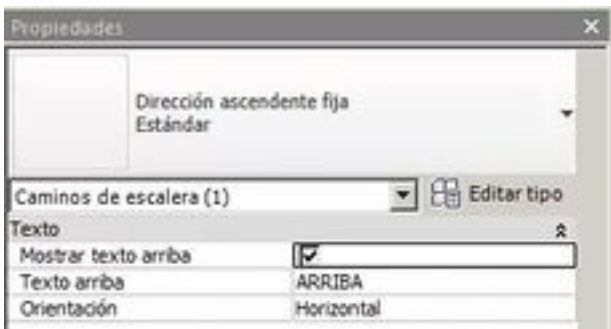 Propiedades
Dirección ascendente fija
Estándar
Caminos de escalera (1)
Editar tipo
Texto
Mostrar texto arriba
Texto arriba ARRIBA
Orientación Horizontal